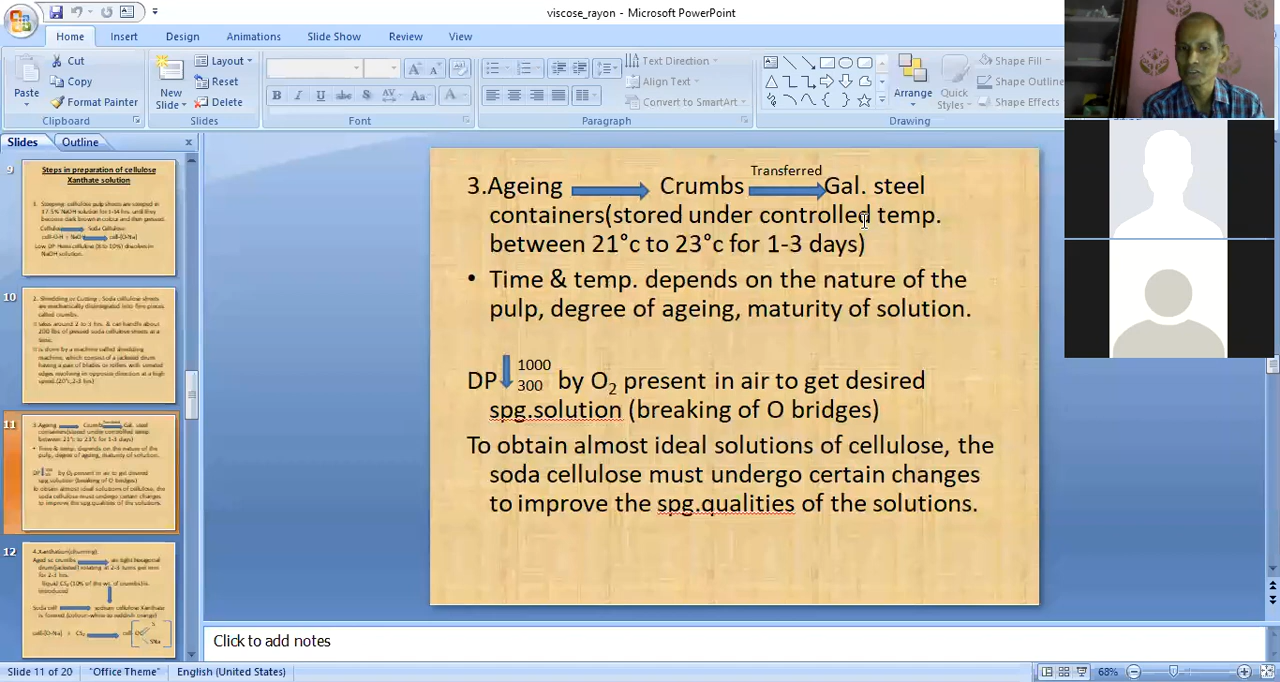 viscose_rayon - Microsoft PowerPoint
Home Insert Design Animations Slide Show Review View
Paste
Cut
Copy
Format Painter
Clipboard
New
Slide
Layout
Reset
Delete
Slides
B I U abc S AV Aa A
Font
Text Direction
Align Text
Convert to SmartArt
Paragraph
Arrange
Quick
Styles
Shape Fill
Shape Outline
Shape Effects
Drawing
Slides Outline
9
Steps in preparation of cellulose
Xanthate solution
10
11
12
3.Ageing Crumbs Transferred Gal. steel
containers(stored under controlled temp.
between 21°c to 23°c for 1-3 days)
• Time & temp. depends on the nature of the
pulp, degree of ageing, maturity of solution.
DP 1000
300 by O₂ present in air to get desired
spg.solution (breaking of O bridges)
To obtain almost ideal solutions of cellulose, the
soda cellulose must undergo certain changes
to improve the spg.qualities of the solutions.
Click to add notes
Slide 11 of 20 "Office Theme" English (United States) 68%